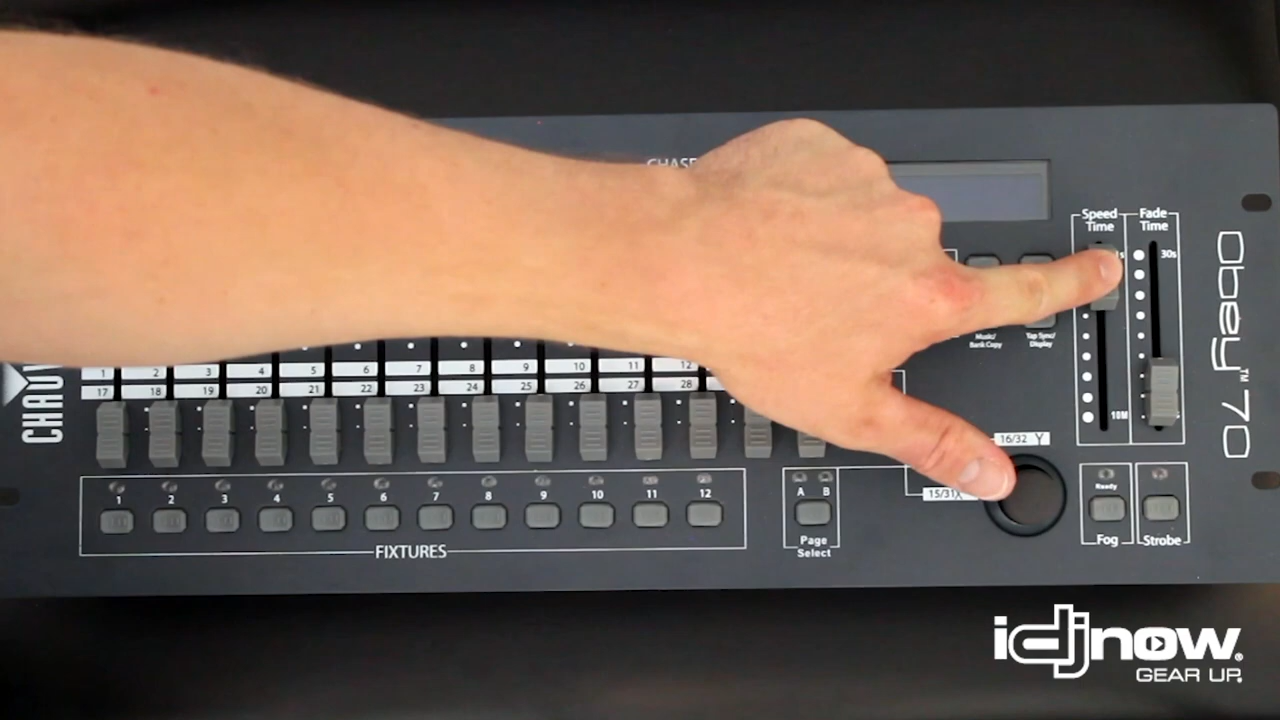 CHASE
Speed Time
Fade Time
1s
30s
10M
Music/ Bank Copy
Tap Sync/ Display
1 2 3 4 5 6 7 8 9 10 11 12
17 18 19 20 21 22 23 24 25 26 27 28
CHAUV
Obey™ 70
16/32 Y
15/31X
1 2 3 4 5 6 7 8 9 10 11 12
FIXTURES
A B
Page Select
Ready
Fog
Strobe
idjnow.®
GEAR UP.